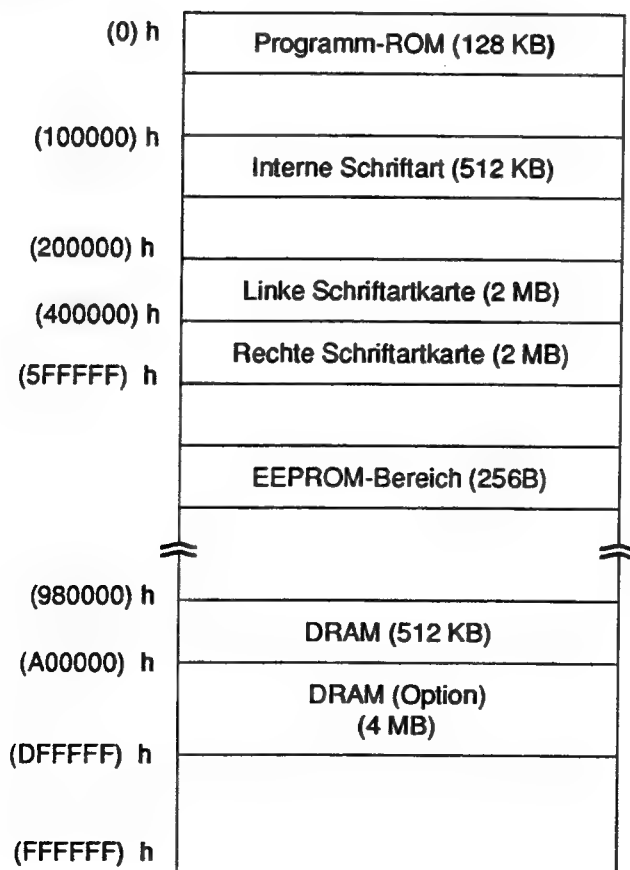 (0) h
Programm-ROM (128 KB)
(100000) h
Interne Schriftart (512 KB)
(200000) h
Linke Schriftartkarte (2 MB)
(400000) h
Rechte Schriftartkarte (2 MB)
(5FFFFF) h
EEPROM-Bereich (256B)
(980000) h
DRAM (512 KB)
(A00000) h
DRAM (Option)
(4 MB)
(DFFFFF) h
(FFFFFF) h